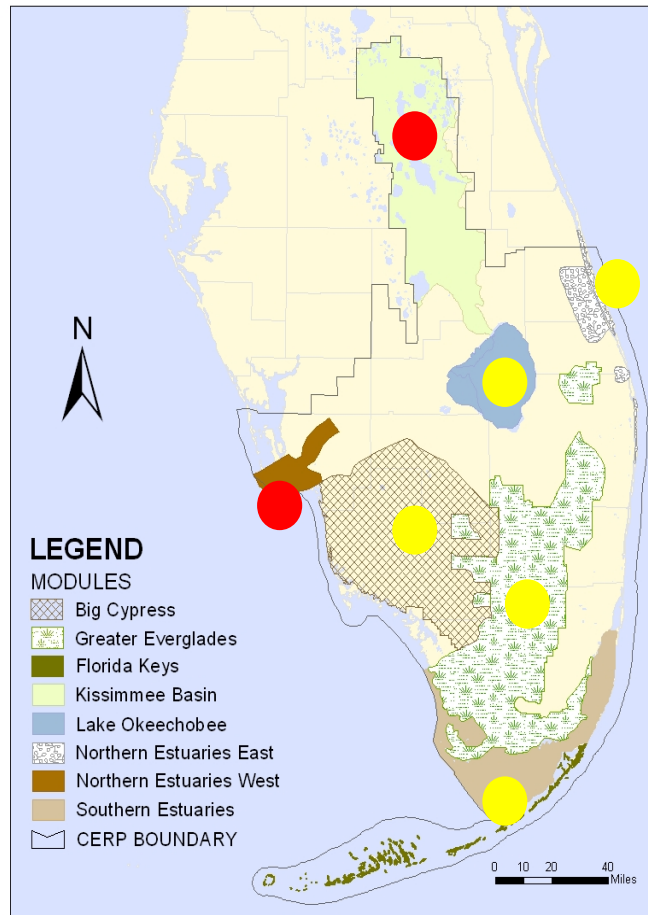 N
LEGEND
MODULES
Big Cypress
Greater Everglades
Florida Keys
Kissimmee Basin
Lake Okeechobee
Northern Estuaries East
Northern Estuaries West
Southern Estuaries
CERP BOUNDARY
0 10 20 40
Miles